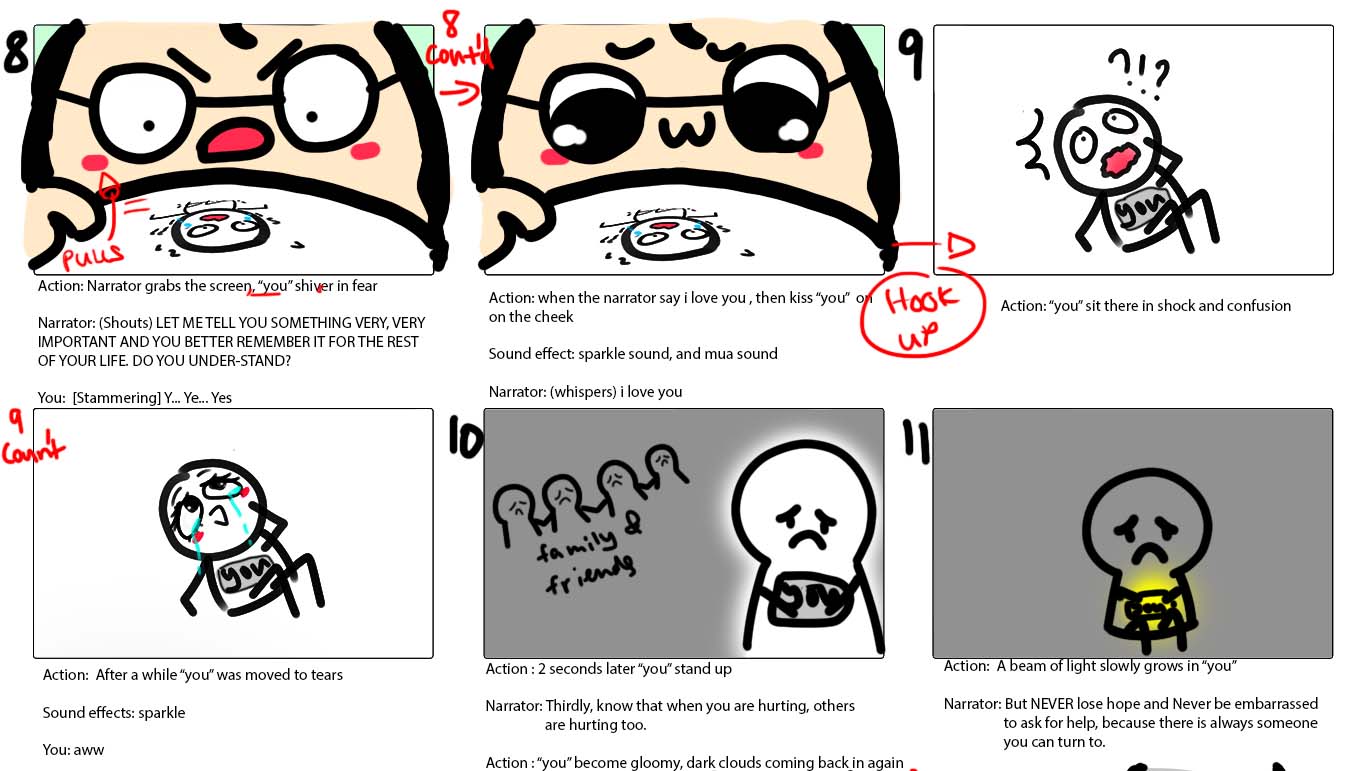 8
8
Cont'd
9
?!?
you
PULLS
Action: Narrator grabs the screen, “you” shiver in fear
Narrator: (Shouts) LET ME TELL YOU SOMETHING VERY, VERY
IMPORTANT AND YOU BETTER REMEMBER IT FOR THE REST
OF YOUR LIFE. DO YOU UNDER-STAND?
You: [Stammering] Y... Ye... Yes
Action: when the narrator say i love you , then kiss “you” on
on the cheek
Sound effect: sparkle sound, and mua sound
Narrator: (whispers) i love you
Hook
up
Action: “you” sit there in shock and confusion
9
Coun't
you
10
family &
friends
you
11
you
Action: After a while “you” was moved to tears
Sound effects: sparkle
You: aww
Action : 2 seconds later “you” stand up
Narrator: Thirdly, know that when you are hurting, others
are hurting too.
Action : “you” become gloomy, dark clouds coming back in again
Action: A beam of light slowly grows in “you”
Narrator: But NEVER lose hope and Never be embarrassed
to ask for help, because there is always someone
you can turn to.